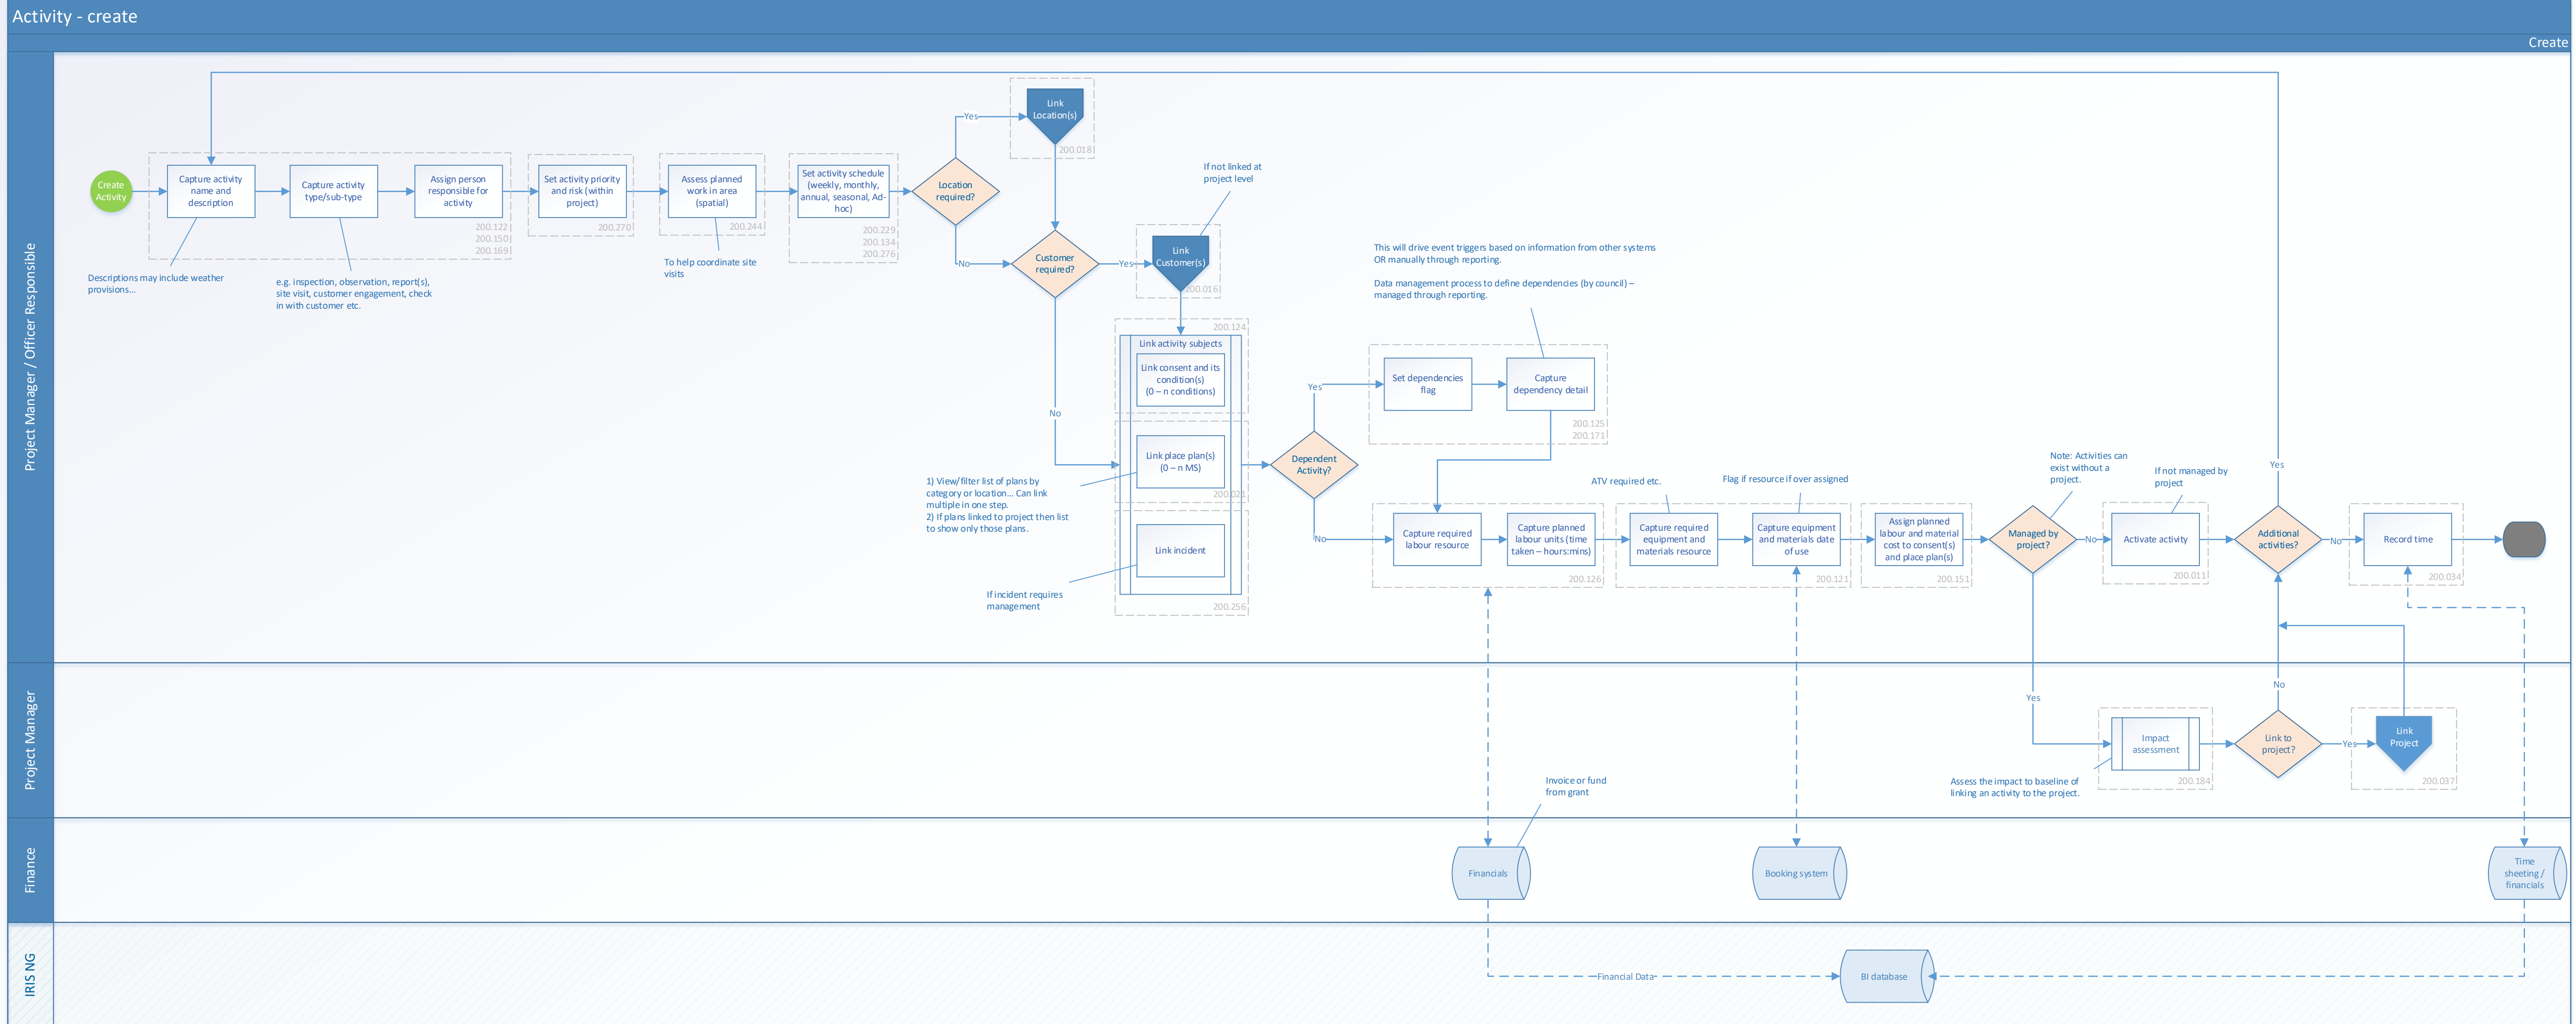 Activity - create
Create
Project Manager / Officer Responsible
Create
Activity
Capture activity
name and
description
Capture activity
type/sub-type
Assign person
responsible for
activity
200.122
200.150
200.169
Descriptions may include weather
provisions...
e.g. inspection, observation, report(s),
site visit, customer engagement, check
in with customer etc.
Set activity priority
and risk (within
project)
200.270
Assess planned
work in area
(spatial)
200.244
To help coordinate site
visits
Set activity schedule
(weekly, monthly,
annual, seasonal, Ad-
hoc)
200.229
200.134
200.276
Location
required?
Yes
No
Link
Location(s)
200.018
Customer
required?
Yes
No
If not linked at
project level
Link
Customer(s)
200.016
200.124
Link activity subjects
Link consent and its
condition(s)
(0 – n conditions)
Link place plan(s)
(0 – n MS)
200.021
Link incident
200.256
1) View/filter list of plans by
category or location... Can link
multiple in one step.
2) If plans linked to project then list
to show only those plans.
If incident requires
management
Dependent
Activity?
Yes
No
This will drive event triggers based on information from other systems
OR manually through reporting.
Data management process to define dependencies (by council) –
managed through reporting.
Set dependencies
flag
Capture
dependency detail
200.125
200.171
Capture required
labour resource
Capture planned
labour units (time
taken – hours:mins)
200.126
ATV required etc.
Flag if resource if over assigned
Capture required
equipment and
materials resource
Capture equipment
and materials date
of use
200.121
Assign planned
labour and material
cost to consent(s)
and place plan(s)
200.151
Note: Activities can
exist without a
project.
Managed by
project?
No
Yes
If not managed by
project
Activate activity
200.011
Additional
activities?
Yes
No
Record time
200.034
Project Manager
Impact
assessment
200.184
Assess the impact to baseline of
linking an activity to the project.
Link to
project?
No
Yes
Link
Project
200.037
Finance
Invoice or fund
from grant
Financials
Booking system
Time
sheeting /
financials
IRIS NG
Financial Data
BI database